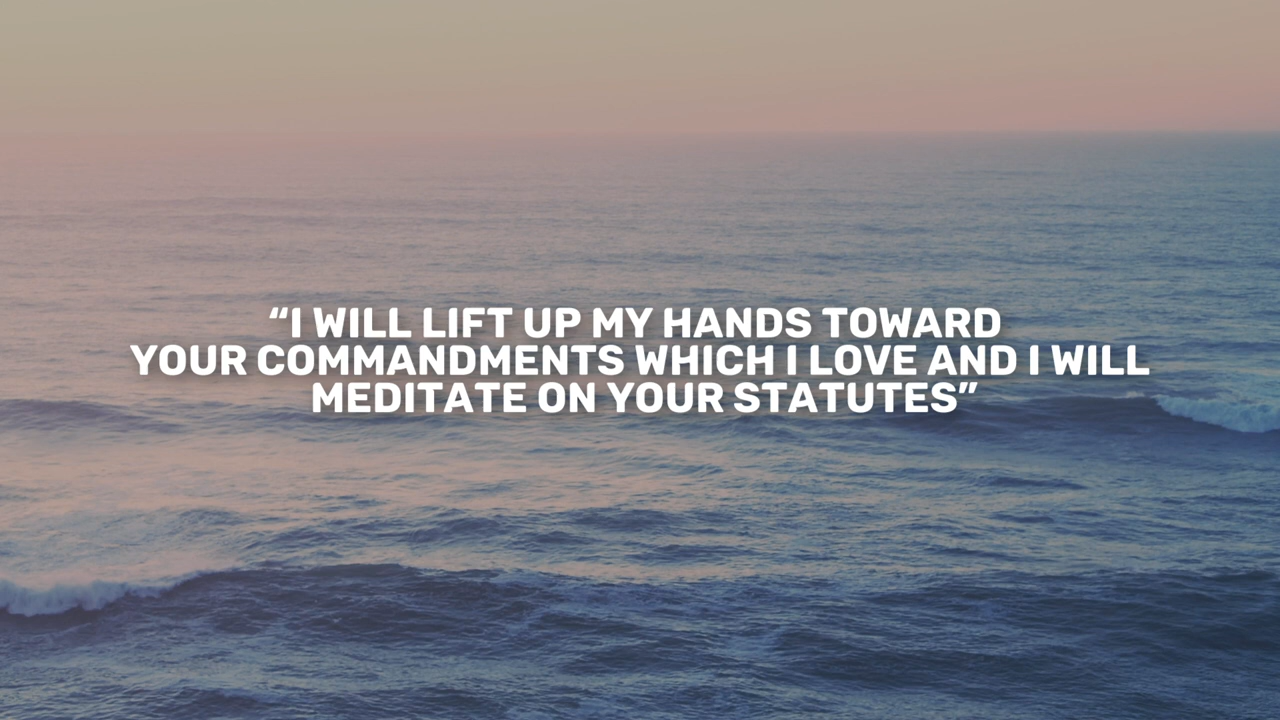 “I WILL LIFT UP MY HANDS TOWARD
YOUR COMMANDMENTS WHICH I LOVE AND I WILL
MEDITATE ON YOUR STATUTES”